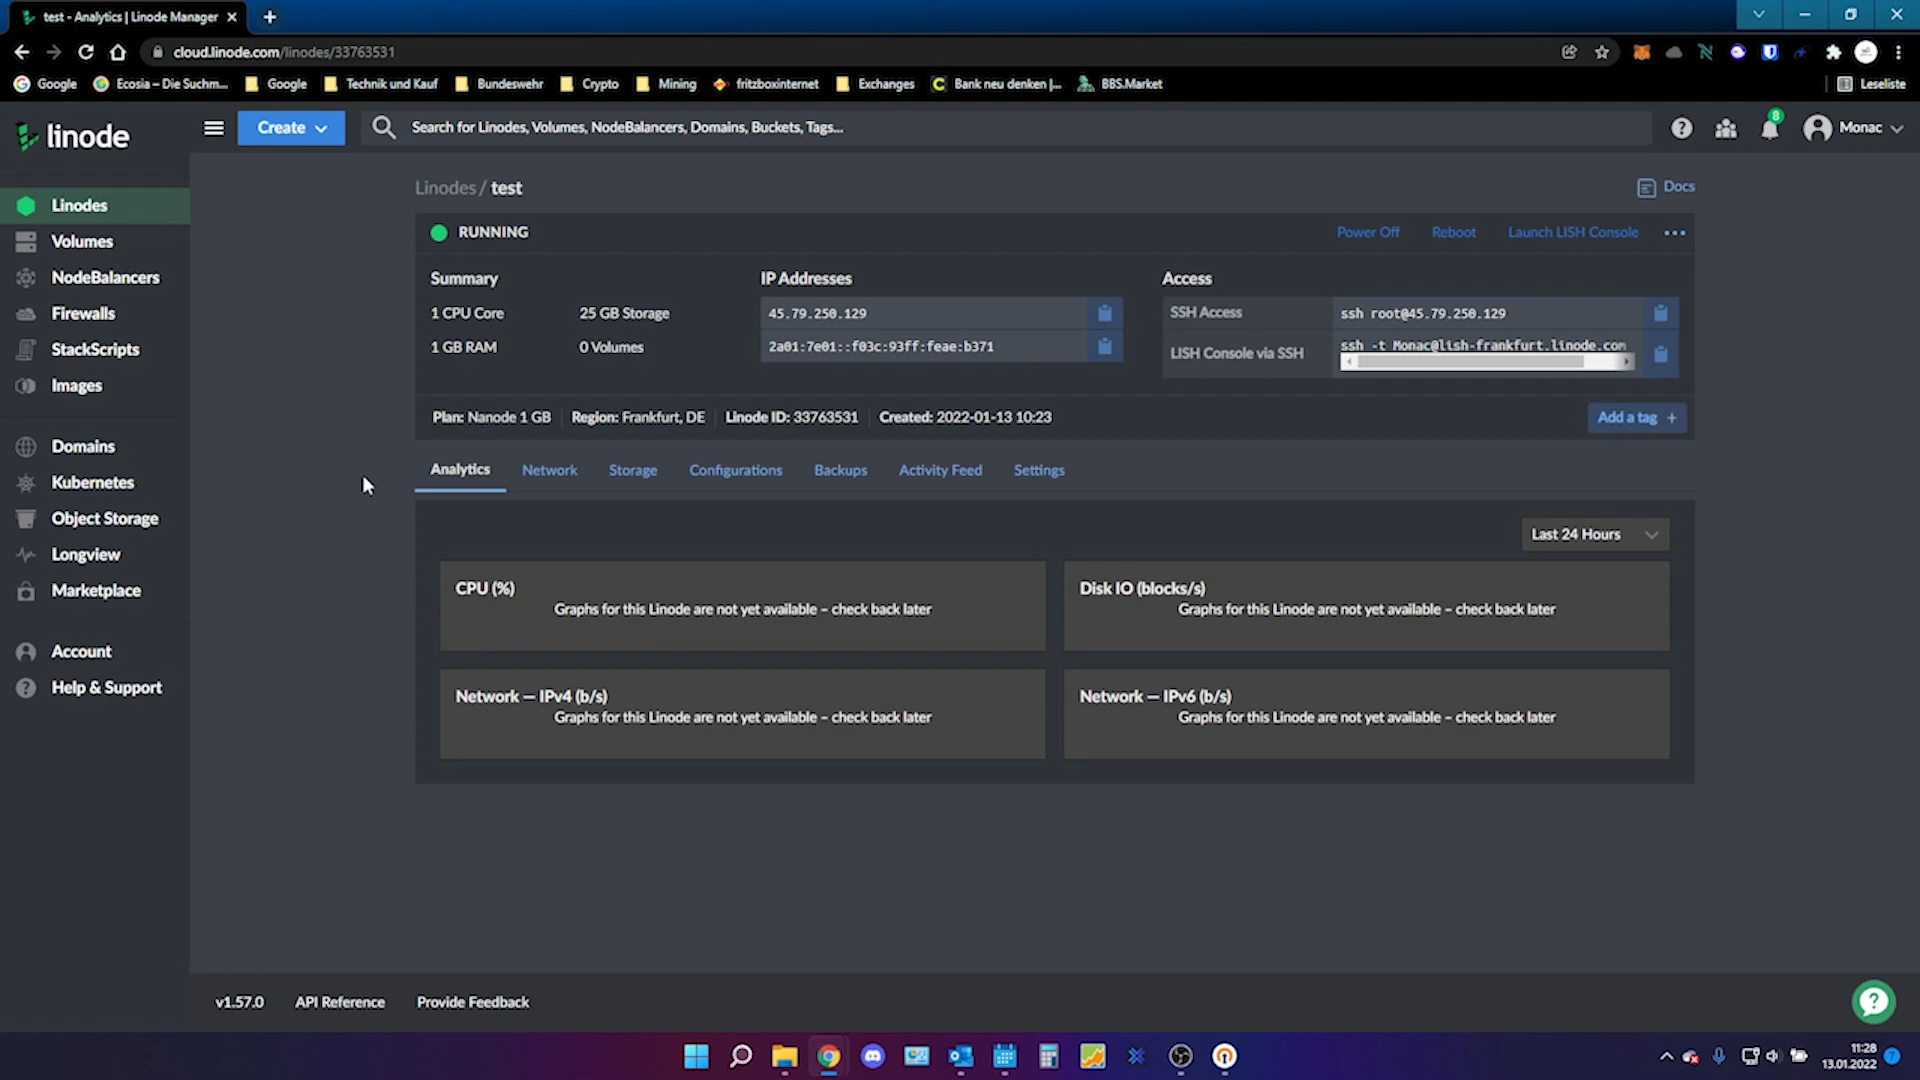 test - Analytics | Linode Manager
cloud.linode.com/linodes/33763531
Google
Ecosia – Die Suchm...
Google
Technik und Kauf
Bundeswehr
Crypto
Mining
fritzboxinternet
Exchanges
Bank neu denken |...
BBS.Market
Leseliste
linode
Create
Search for Linodes, Volumes, NodeBalancers, Domains, Buckets, Tags...
8
Monac
Linodes
Volumes
NodeBalancers
Firewalls
StackScripts
Images
Domains
Kubernetes
Object Storage
Longview
Marketplace
Account
Help & Support
Linodes / test
Docs
RUNNING
Power Off
Reboot
Launch LISH Console
Summary
1 CPU Core
25 GB Storage
1 GB RAM
0 Volumes
IP Addresses
45.79.250.129
2a01:7e01::f03c:93ff:feae:b371
Access
SSH Access
ssh root@45.79.250.129
LISH Console via SSH
ssh -t Monac@lish-frankfurt.linode.com
Plan: Nanode 1 GB
Region: Frankfurt, DE
Linode ID: 33763531
Created: 2022-01-13 10:23
Add a tag +
Analytics
Network
Storage
Configurations
Backups
Activity Feed
Settings
Last 24 Hours
CPU (%)
Graphs for this Linode are not yet available – check back later
Disk IO (blocks/s)
Graphs for this Linode are not yet available – check back later
Network — IPv4 (b/s)
Graphs for this Linode are not yet available – check back later
Network — IPv6 (b/s)
Graphs for this Linode are not yet available – check back later
v1.57.0
API Reference
Provide Feedback
11:28
13.01.2022
7